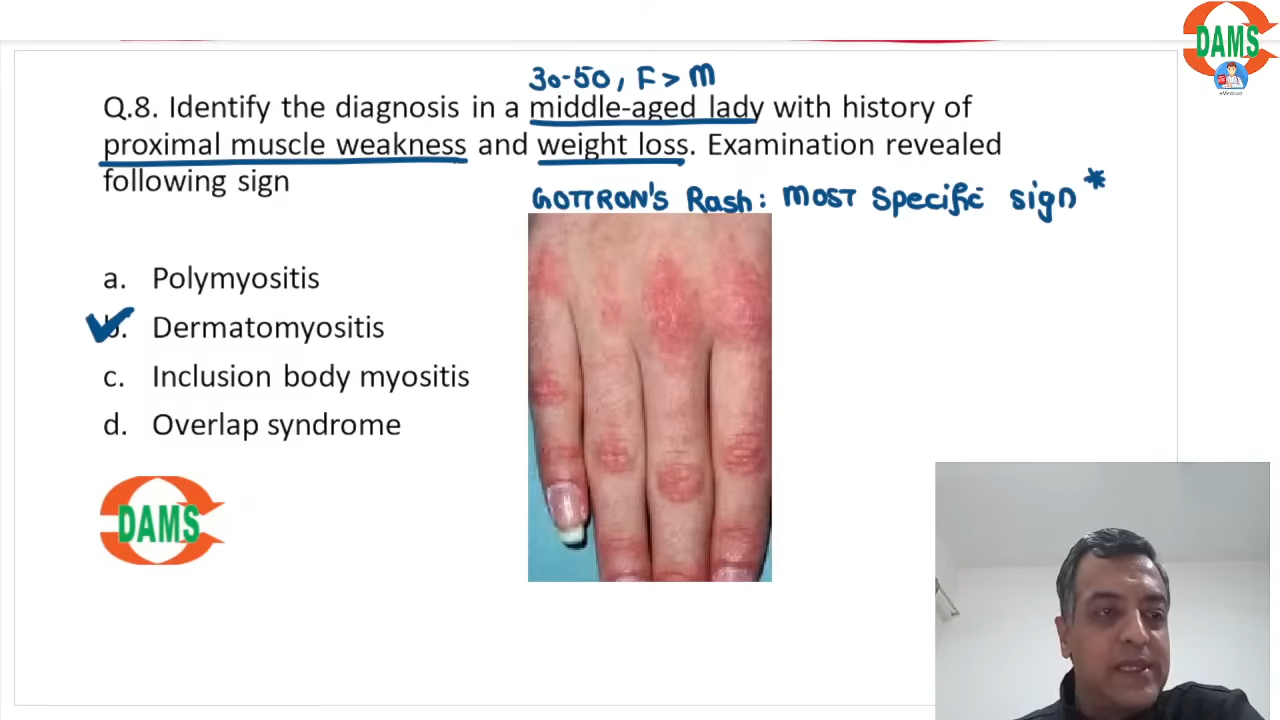 DAMS
eMedicoz
30-50, F > M
Q.8. Identify the diagnosis in a middle-aged lady with history of
proximal muscle weakness and weight loss. Examination revealed
following sign
GOTTRON'S Rash: MOST Specific sign *
a. Polymyositis
b. Dermatomyositis
c. Inclusion body myositis
d. Overlap syndrome
DAMS